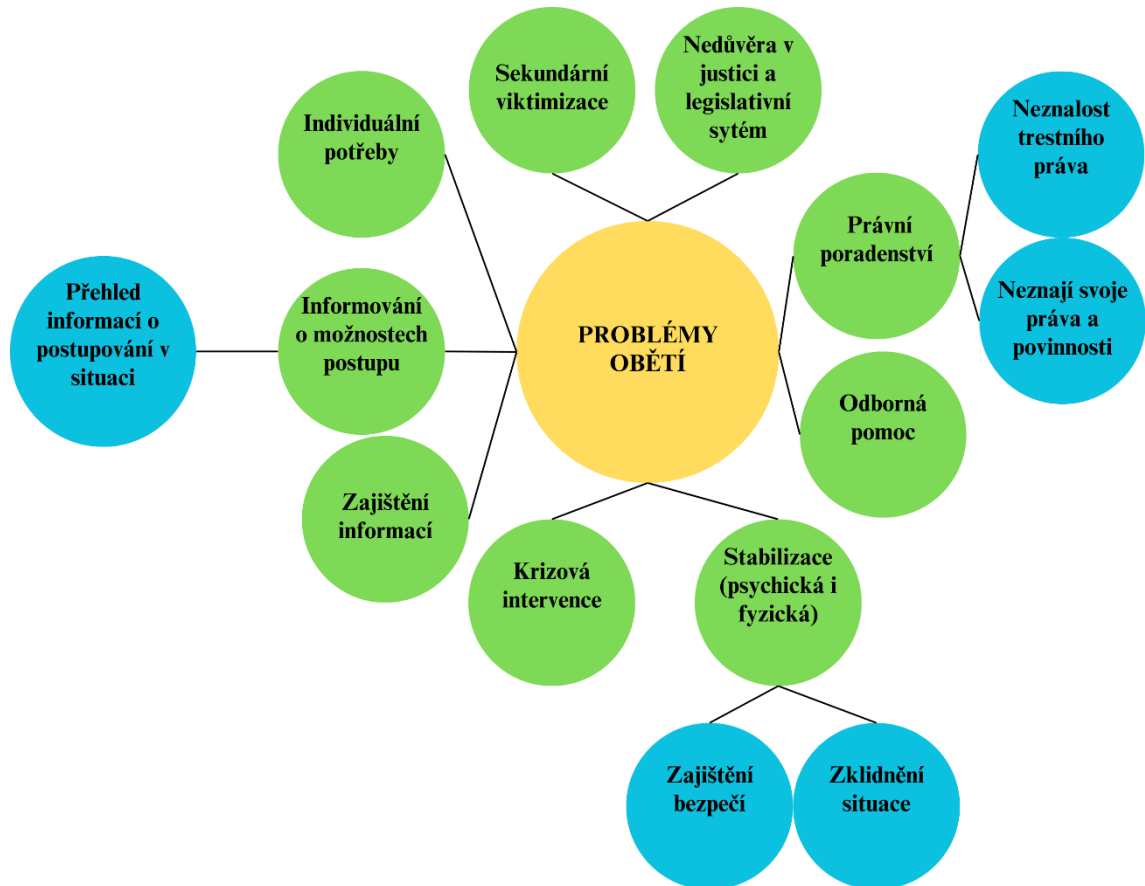 Sekundární
viktimizace
Nedůvěra v
justici a
legislativní
sytém
Individuální
potřeby
Neznalost
trestního
práva
Právní
poradenství
Přehled
informací o
postupování v
situaci
Informování
o možnostech
postupu
PROBLÉMY
OBĚTÍ
Neznají svoje
práva a
povinnosti
Odborná
pomoc
Zajištění
informací
Krizová
intervence
Stabilizace
(psychická i
fyzická)
Zajištění
bezpečí
Zklidnění
situace